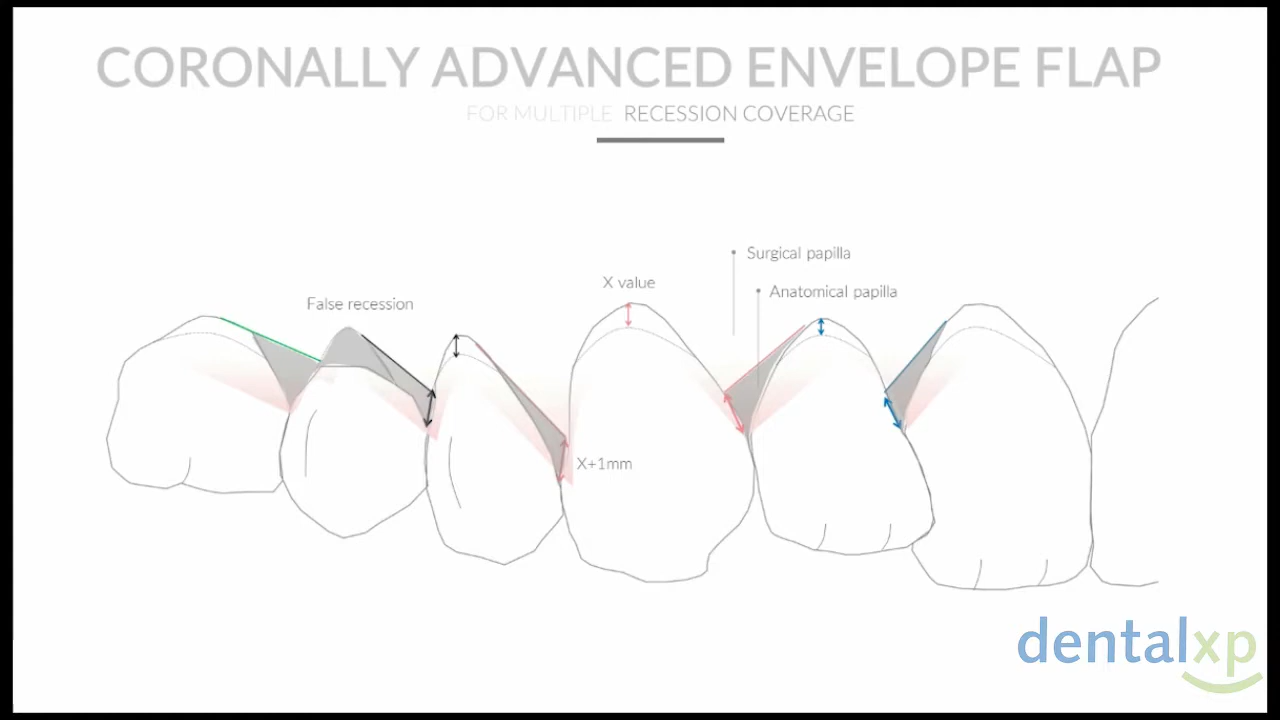 CORONALLY ADVANCED ENVELOPE FLAP
FOR MULTIPLE RECESSION COVERAGE
Surgical papilla
X value
Anatomical papilla
False recession
X+1mm
dentalxp